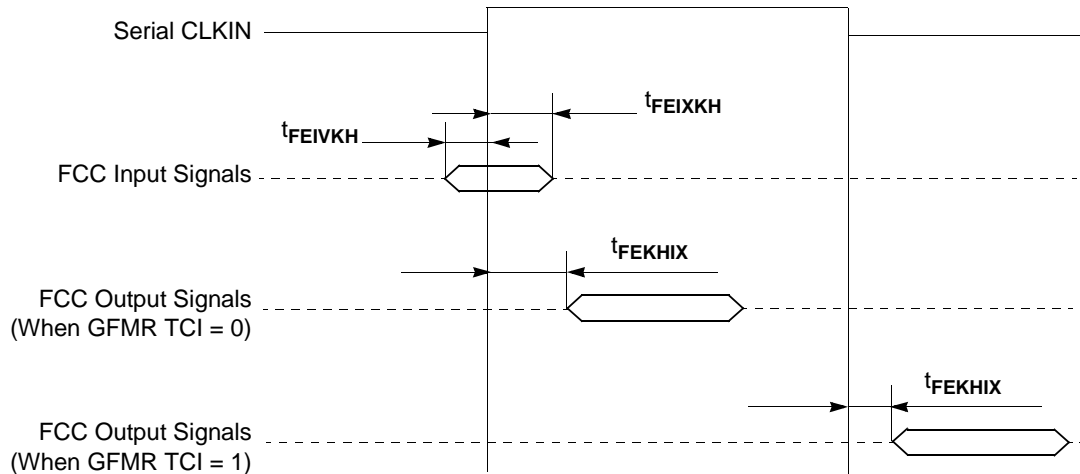 Serial CLKIN
tFEIXKH
tFEIVKH
FCC Input Signals
tFEKHIX
FCC Output Signals
(When GFMR TCI = 0)
tFEKHIX
FCC Output Signals
(When GFMR TCI = 1)